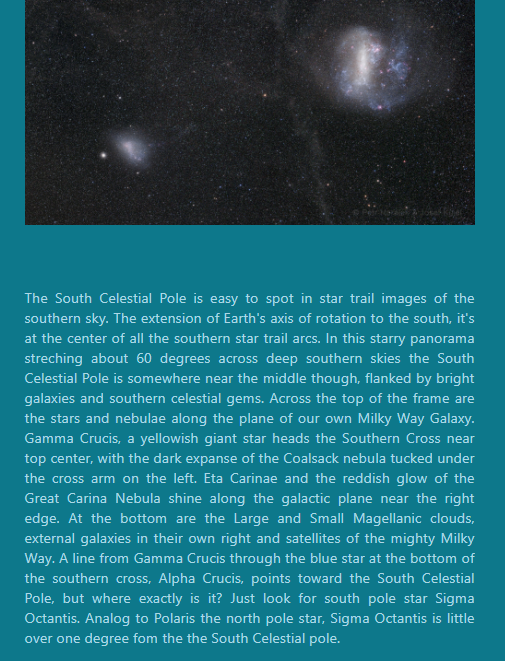 The South Celestial Pole is easy to spot in star trail images of the
southern sky. The extension of Earth's axis of rotation to the south, it's
at the center of all the southern star trail arcs. In this starry panorama
streching about 60 degrees across deep southern skies the South
Celestial Pole is somewhere near the middle though, flanked by bright
galaxies and southern celestial gems. Across the top of the frame are
the stars and nebulae along the plane of our own Milky Way Galaxy.
Gamma Crucis, a yellowish giant star heads the Southern Cross near
top center, with the dark expanse of the Coalsack nebula tucked under
the cross arm on the left. Eta Carinae and the reddish glow of the
Great Carina Nebula shine along the galactic plane near the right
edge. At the bottom are the Large and Small Magellanic clouds,
external galaxies in their own right and satellites of the mighty Milky
Way. A line from Gamma Crucis through the blue star at the bottom of
the southern cross, Alpha Crucis, points toward the South Celestial
Pole, but where exactly is it? Just look for south pole star Sigma
Octantis. Analog to Polaris the north pole star, Sigma Octantis is little
over one degree fom the the South Celestial pole.